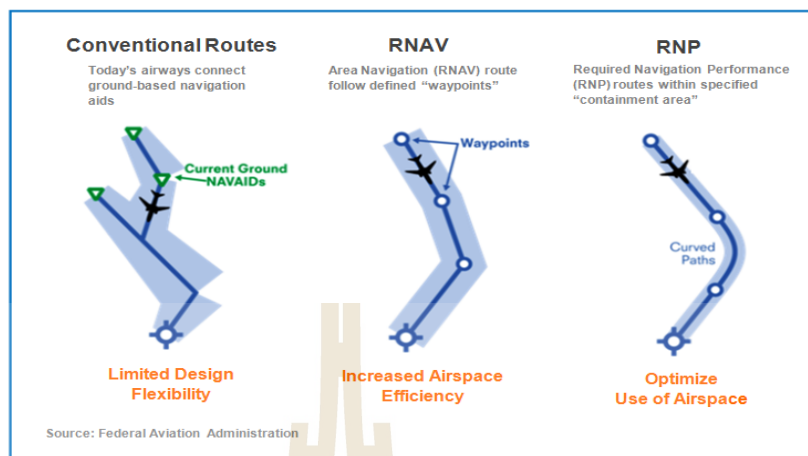 Conventional Routes
Today's airways connect
ground-based navigation
aids
Current Ground
NAVAIDs
Limited Design
Flexibility
RNAV
Area Navigation (RNAV) route
follow defined “waypoints”
Waypoints
Increased Airspace
Efficiency
RNP
Required Navigation Performance
(RNP) routes within specified
“containment area”
Curved
Paths
Optimize
Use of Airspace
Source: Federal Aviation Administration